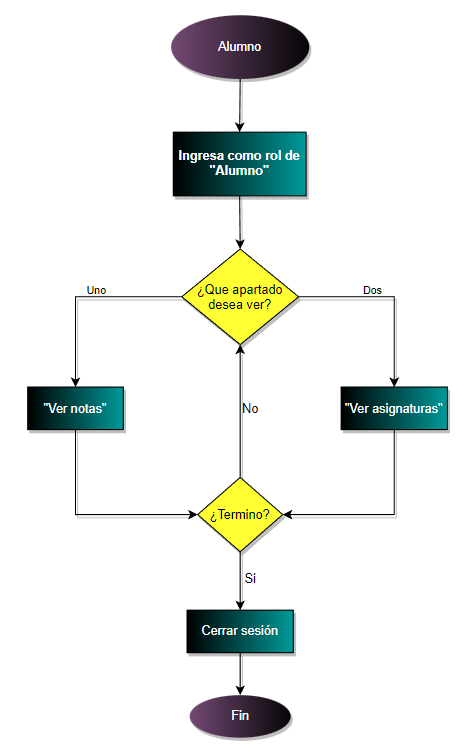 Alumno
Ingresa como rol de
"Alumno"
¿Que apartado
desea ver?
Uno
Dos
"Ver notas"
"Ver asignaturas"
No
¿Termino?
Si
Cerrar sesión
Fin